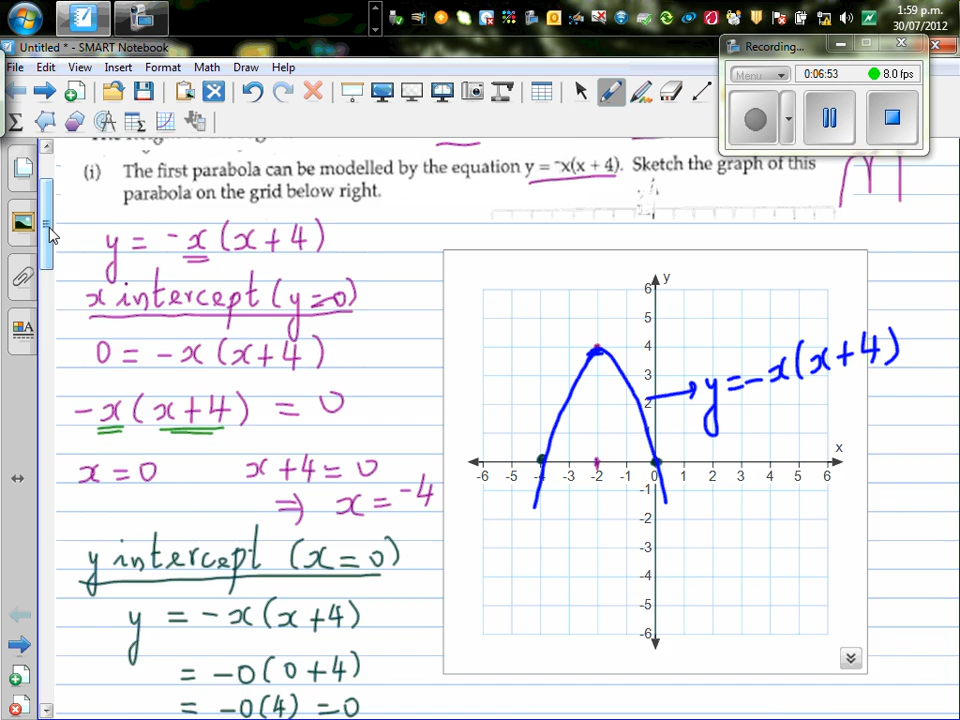 1:59 p.m.
30/07/2012
Untitled * - SMART Notebook
File Edit View Insert Format Math Draw Help
Recording...
Menu
0:06:53
8.0 fps
(i) The first parabola can be modelled by the equation y = ⁻x(x + 4). Sketch the graph of this
parabola on the grid below right.
y = -x(x+4)
x intercept (y=0)
0 = -x(x+4)
-x(x+4) = 0
x = 0 x+4 = 0
⇒ x = ⁻4
y intercept (x=0)
y = -x(x+4)
= -0(0+4)
= -0(4) = 0
y
6
5
4
3
2
y=-x(x+4)
x
-6 -5 -4 -3 -2 -1 0 1 2 3 4 5 6
-1
-2
-3
-4
-5
-6